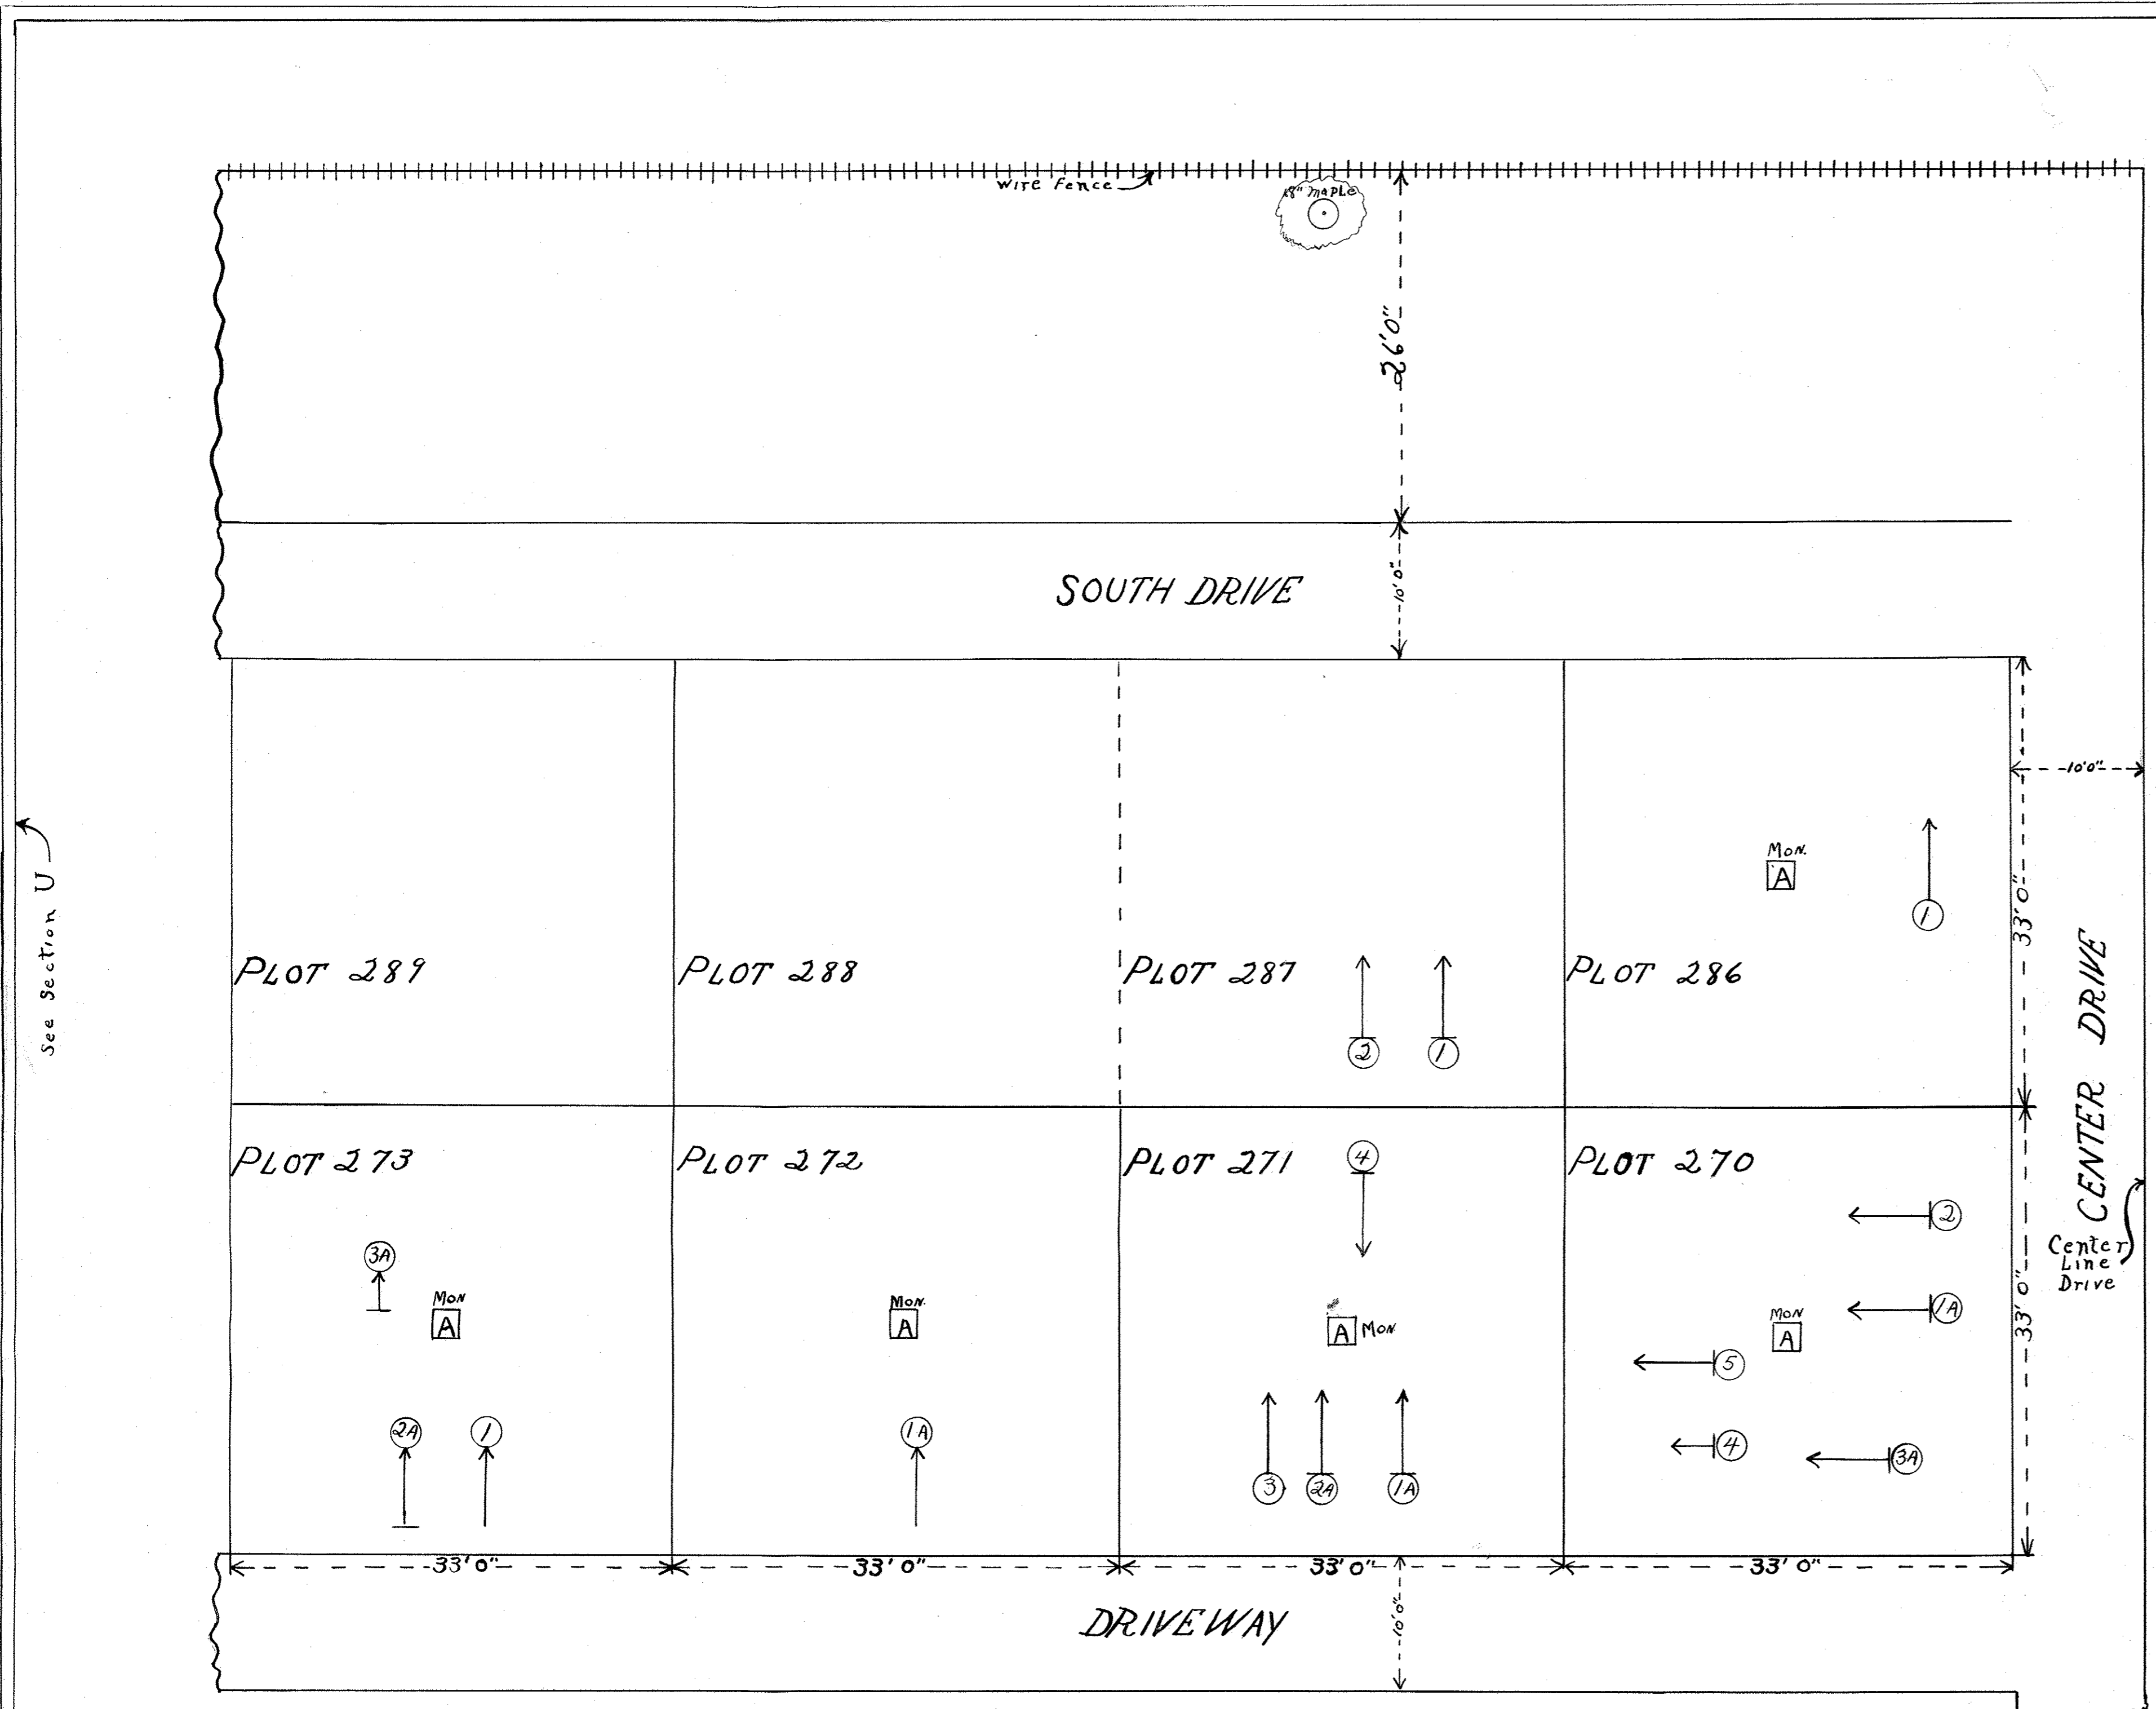 wire fence
18" MAPLE
26'0"
SOUTH DRIVE
10'0"
10'0"
MON.
A
1
33'0"
See Section U
PLOT 289
PLOT 288
PLOT 287
PLOT 286
2
1
CENTER DRIVE
PLOT 273
PLOT 272
PLOT 271
PLOT 270
4
2
3A
Center
Line
Drive
MON
A
MON.
A
A MON
MON
A
1A
33'0"
5
2A
1
1A
4
3A
3
2A
1A
33'0"
33'0"
33'0"
33'0"
DRIVEWAY
10'0"